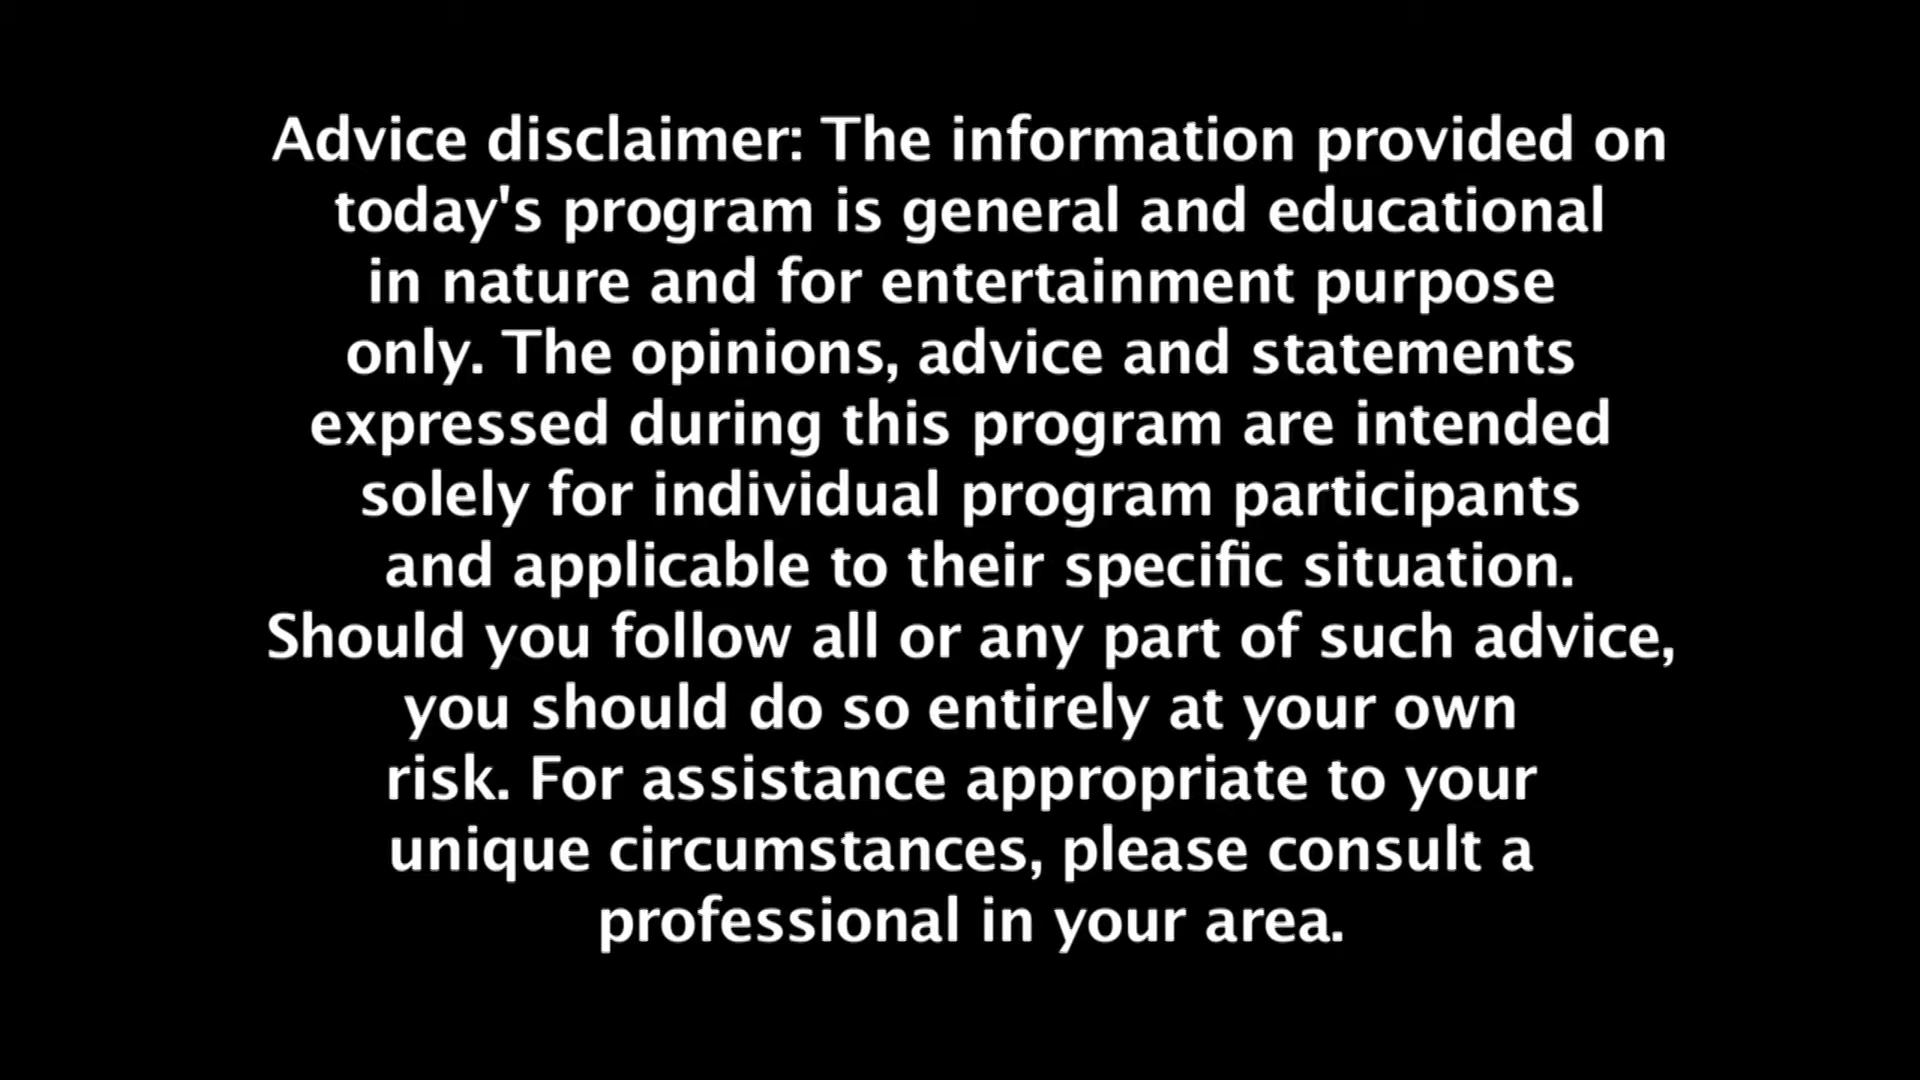 Advice disclaimer: The information provided on
today's program is general and educational
in nature and for entertainment purpose
only. The opinions, advice and statements
expressed during this program are intended
solely for individual program participants
and applicable to their specific situation.
Should you follow all or any part of such advice,
you should do so entirely at your own
risk. For assistance appropriate to your
unique circumstances, please consult a
professional in your area.